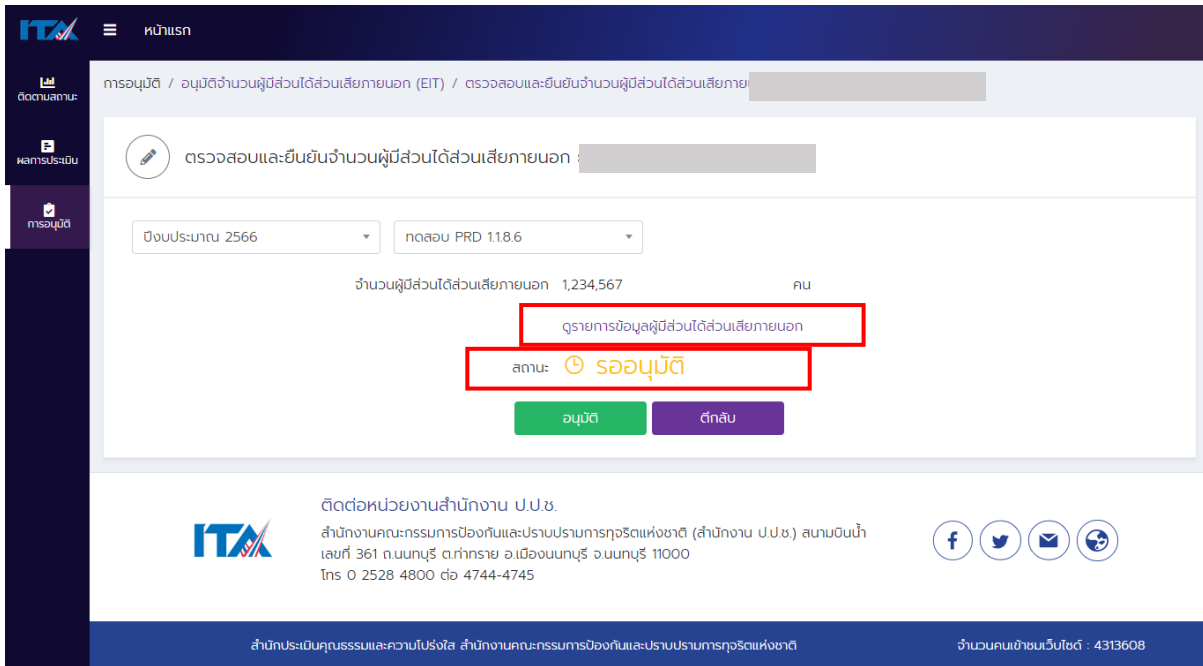 ITA หน้าแรก
ติดตามสถานะ
ผลการประเมิน
การอนุมัติ
การอนุมัติ / อนุมัติจำนวนผู้มีส่วนได้ส่วนเสียภายนอก (EIT) / ตรวจสอบและยืนยันจำนวนผู้มีส่วนได้ส่วนเสียภาย
ตรวจสอบและยืนยันจำนวนผู้มีส่วนได้ส่วนเสียภายนอก :
ปีงบประมาณ 2566 ทดสอบ PRD 1.1.8.6
จำนวนผู้มีส่วนได้ส่วนเสียภายนอก 1,234,567 คน
ดูรายการข้อมูลผู้มีส่วนได้ส่วนเสียภายนอก
สถานะ: รออนุมัติ
อนุมัติ ตีกลับ
ติดต่อหน่วยงานสำนักงาน ป.ป.ช.
ITA
สำนักงานคณะกรรมการป้องกันและปราบปรามการทุจริตแห่งชาติ (สำนักงาน ป.ป.ช.) สนามบินน้ำ
เลขที่ 361 ถ.นนทบุรี ต.ท่าทราย อ.เมืองนนทบุรี จ.นนทบุรี 11000
โทร 0 2528 4800 ต่อ 4744-4745
สำนักประเมินคุณธรรมและความโปร่งใส สำนักงานคณะกรรมการป้องกันและปราบปรามการทุจริตแห่งชาติ จำนวนคนเข้าชมเว็บไซต์ : 4313608